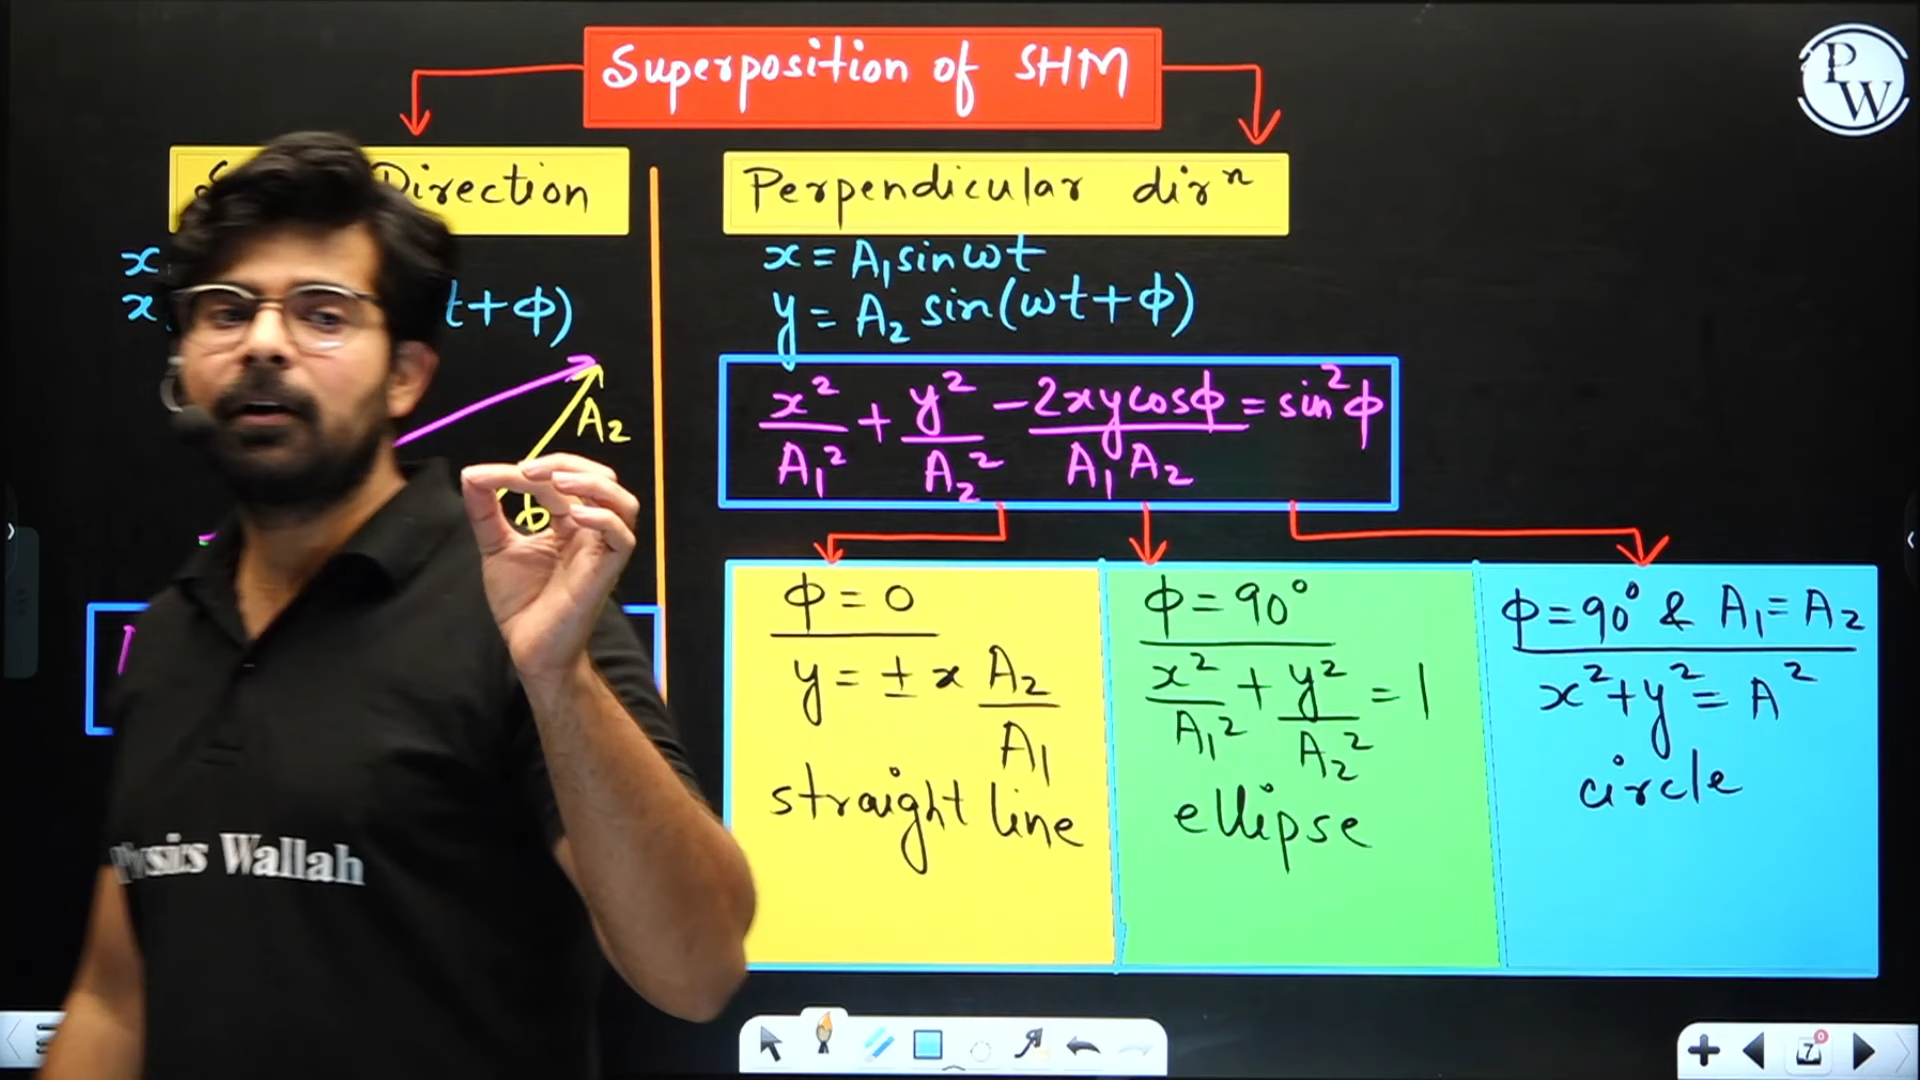 Superposition of SHM
PW
Direction
Perpendicular dirⁿ
x
x = A₁sinωt
x
t+ϕ)
y = A₂ sin(ωt+ϕ)
A₂
x²/A₁² + y²/A₂² - 2xycosϕ/A₁A₂ = sin²ϕ
ϕ = 0
y = ± x A₂/A₁
straight line
ϕ = 90°
x²/A₁² + y²/A₂² = 1
ellipse
ϕ=90° & A₁=A₂
x²+y²= A²
circle
Physics Wallah
7